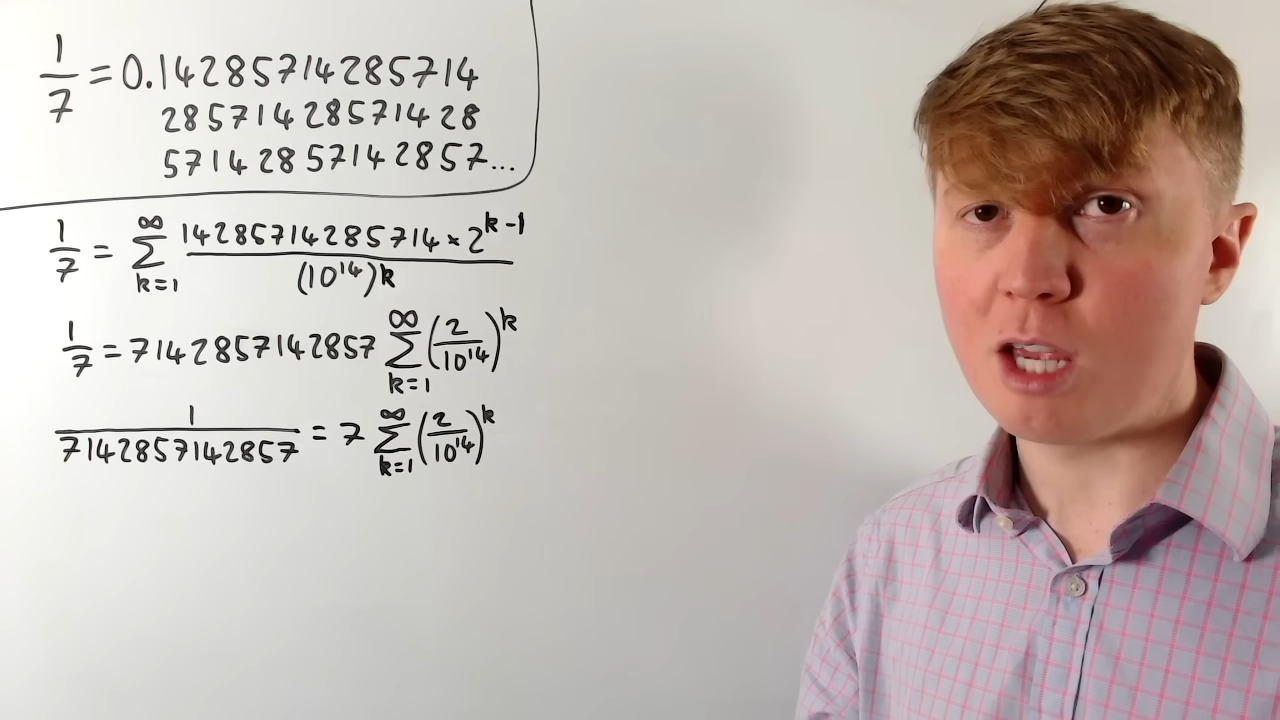 1/7 = 0.14285714285714
28571428571428
57142857142857...
1/7 = ∑_{k=1}^{∞} (14285714285714 × 2^{k-1})/(10^{14})^k
1/7 = 7142857142857 ∑_{k=1}^{∞} (2/10^{14})^k
1/7142857142857 = 7 ∑_{k=1}^{∞} (2/10^{14})^k